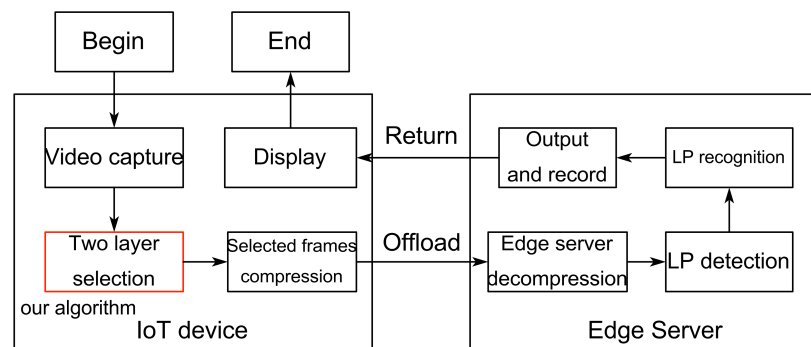 Begin
End
Video capture
Display
Return
Output
and record
LP recognition
Two layer
selection
our algorithm
Selected frames
compression
Offload
Edge server
decompression
LP detection
IoT device
Edge Server